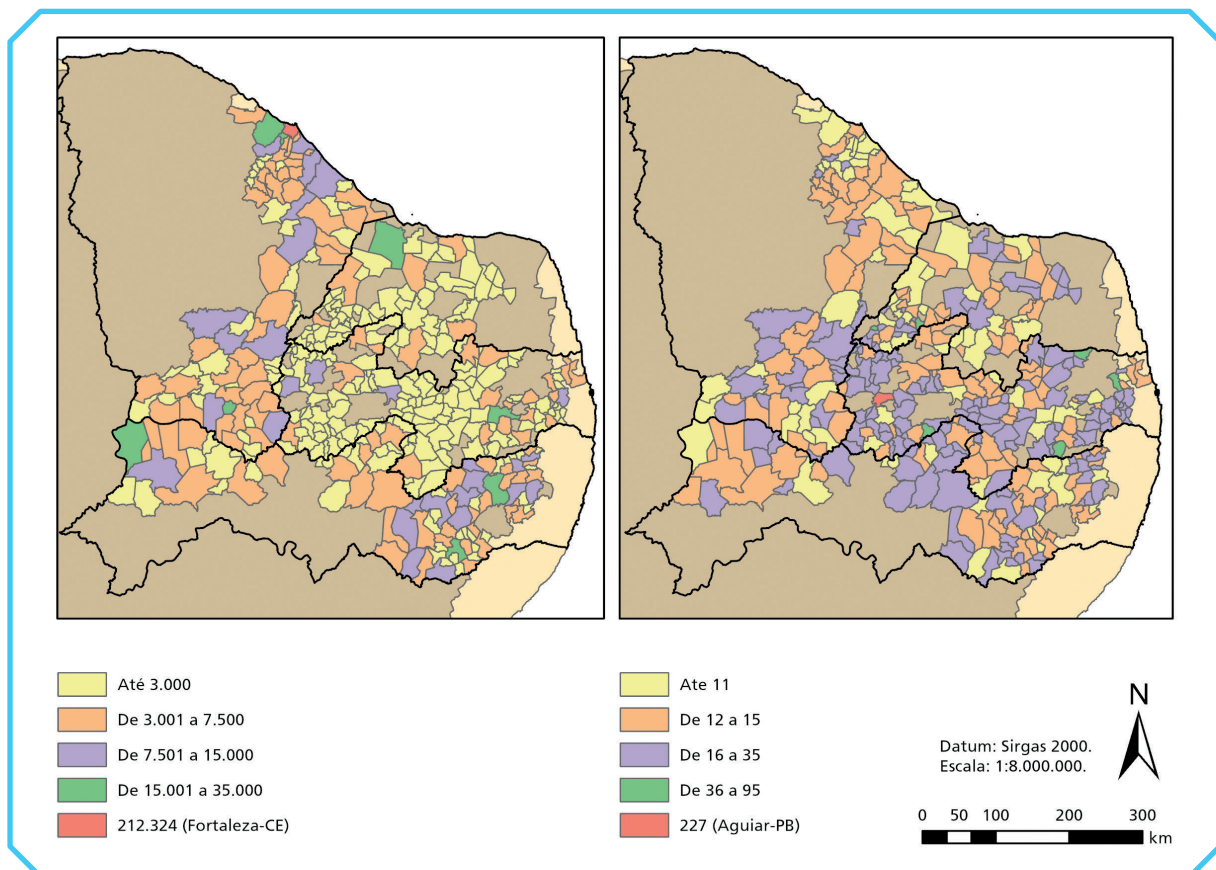 Até 3.000
De 3.001 a 7.500
De 7.501 a 15.000
De 15.001 a 35.000
212.324 (Fortaleza-CE)
Ate 11
De 12 a 15
De 16 a 35
De 36 a 95
227 (Aguiar-PB)
Datum: Sirgas 2000.
Escala: 1:8.000.000.
N
0 50 100 200 300
km